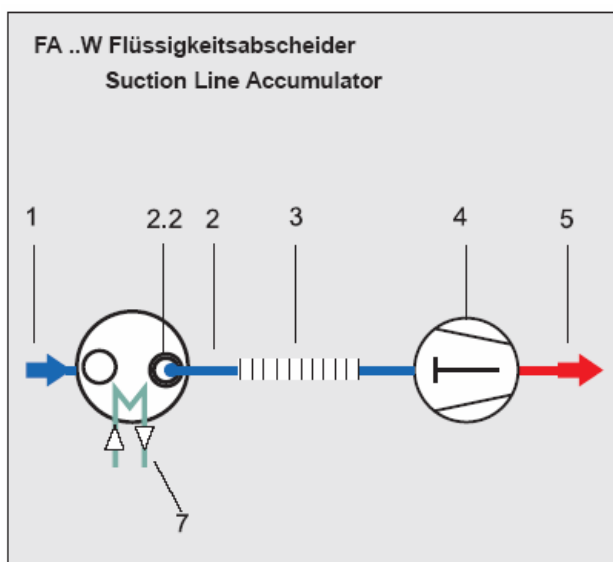 FA ..W Flüssigkeitsabscheider
Suction Line Accumulator
1 2.2 2 3 4 5
7